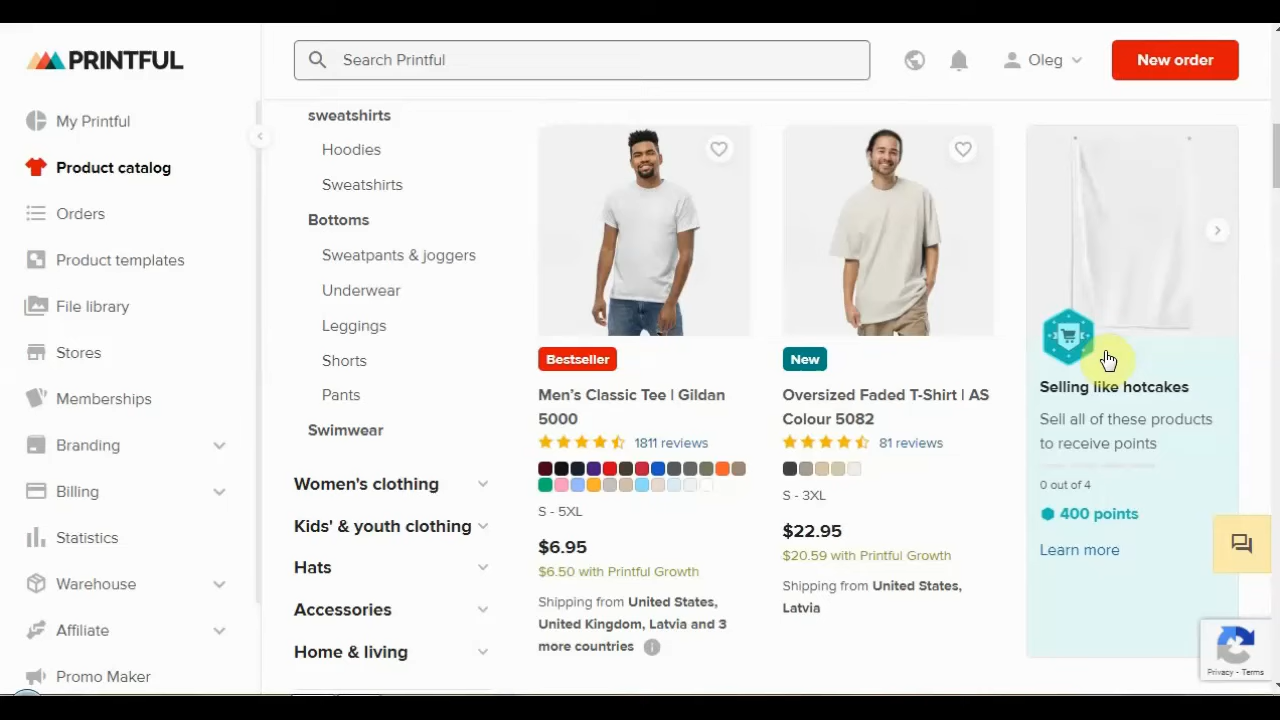 PRINTFUL
Search Printful
Oleg
New order
My Printful
Product catalog
Orders
Product templates
File library
Stores
Memberships
Branding
Billing
Statistics
Warehouse
Affiliate
Promo Maker
sweatshirts
Hoodies
Sweatshirts
Bottoms
Sweatpants & joggers
Underwear
Leggings
Shorts
Pants
Swimwear
Women's clothing
Kids' & youth clothing
Hats
Accessories
Home & living
Bestseller
Men's Classic Tee | Gildan
5000
1811 reviews
S - 5XL
$6.95
$6.50 with Printful Growth
Shipping from United States,
United Kingdom, Latvia and 3
more countries
New
Oversized Faded T-Shirt | AS
Colour 5082
81 reviews
S - 3XL
$22.95
$20.59 with Printful Growth
Shipping from United States,
Latvia
Selling like hotcakes
Sell all of these products
to receive points
0 out of 4
400 points
Learn more
Privacy - Terms